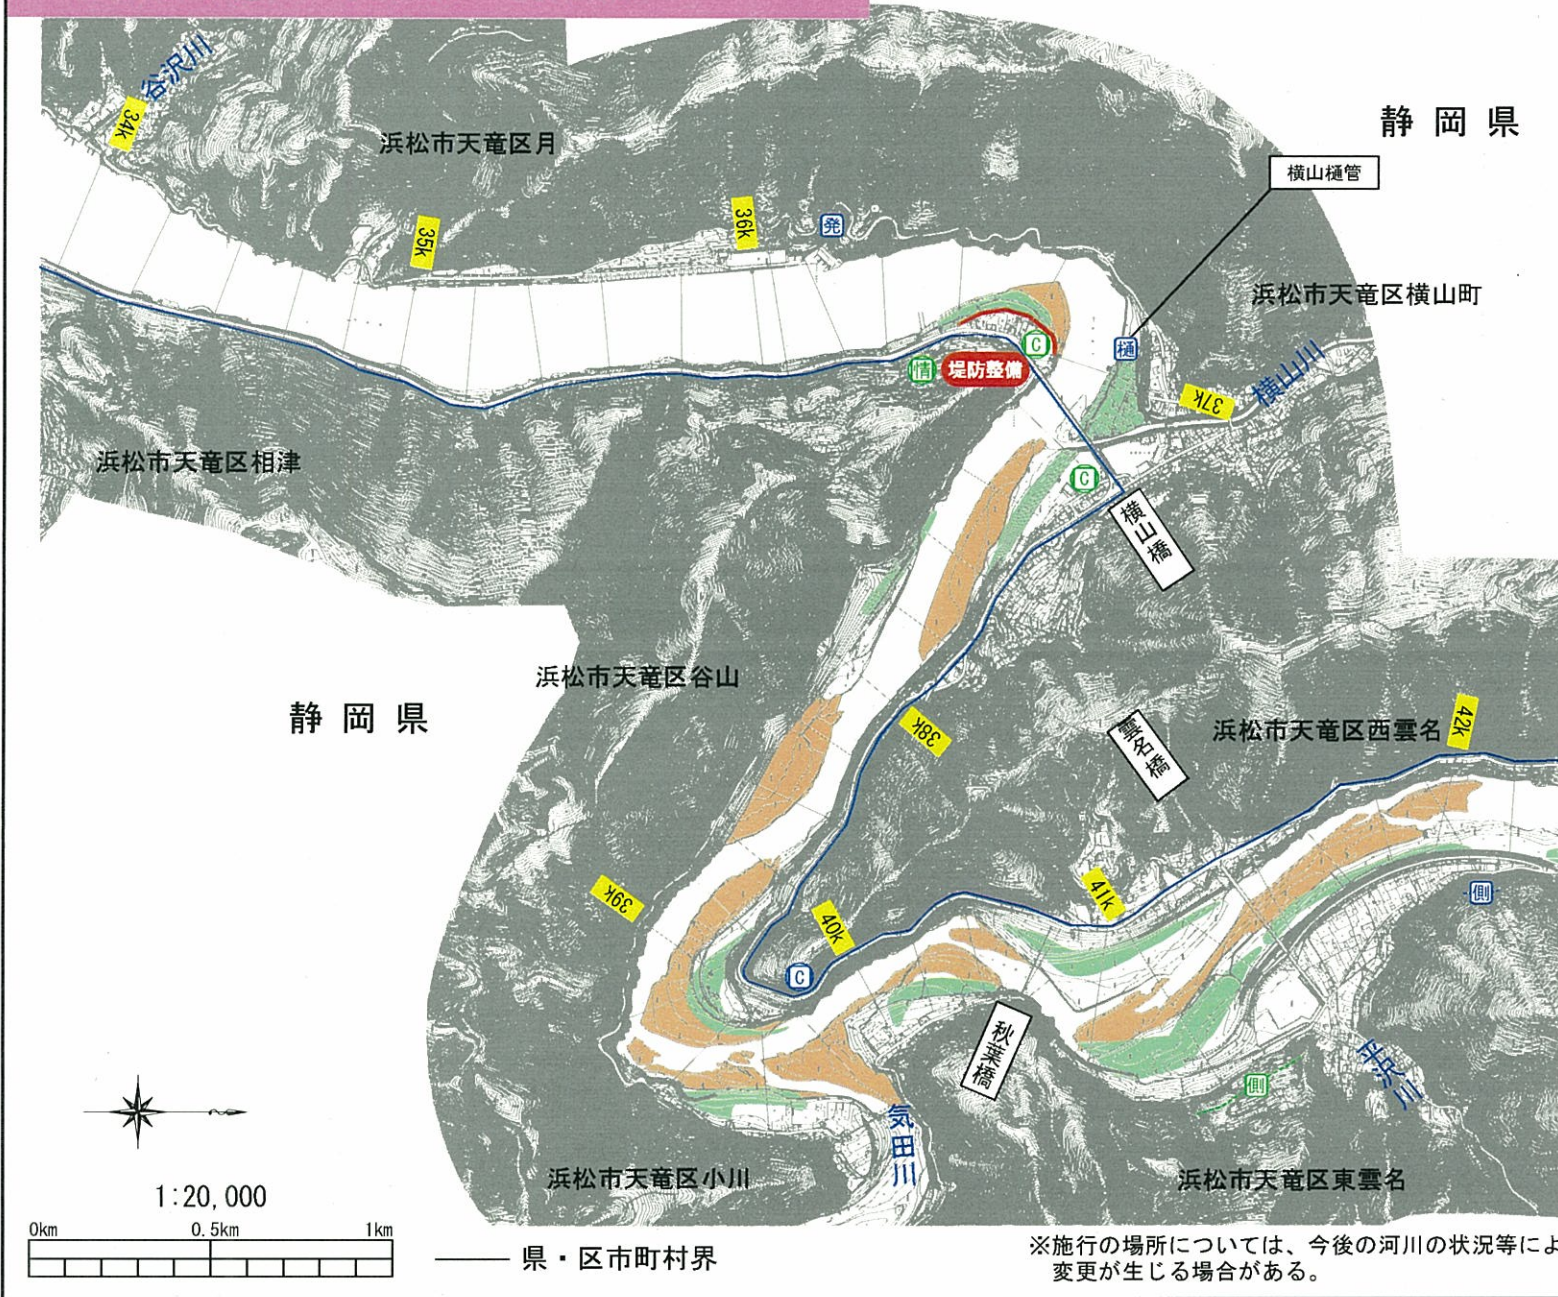 谷沢川
34k
浜松市天竜区月
静岡県
横山樋管
35k
36k
発
浜松市天竜区横山町
C
樋
情
堤防整備
37k
横山川
浜松市天竜区相津
C
横山橋
浜松市天竜区谷山
静岡県
38k
雲名橋
浜松市天竜区西雲名
42k
39k
40k
41k
側
C
秋葉橋
側
平沢川
気田川
浜松市天竜区小川
浜松市天竜区東雲名
1:20,000
0km
0.5km
1km
県・区市町村界
※施行の場所については、今後の河川の状況等によ
変更が生じる場合がある。